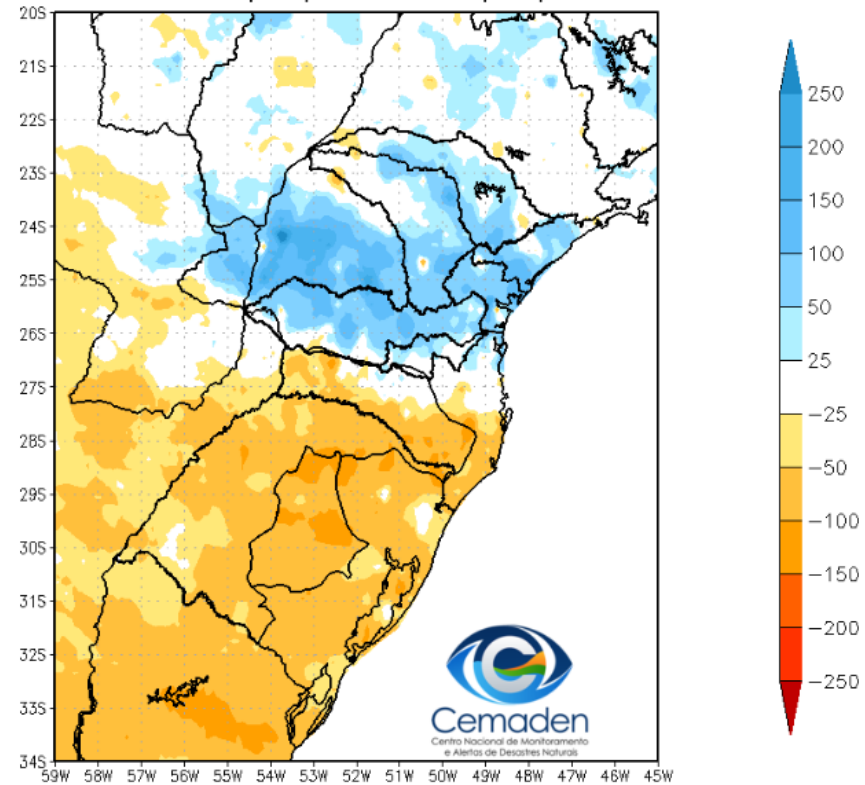 20S
21S
22S
23S
24S
25S
26S
27S
28S
29S
30S
31S
32S
33S
34S
59W 58W 57W 56W 55W 54W 53W 52W 51W 50W 49W 48W 47W 46W 45W
250
200
150
100
50
25
−25
−50
−100
−150
−200
−250
Cemaden
Centro Nacional de Monitoramento
e Alertas de Desastres Naturais